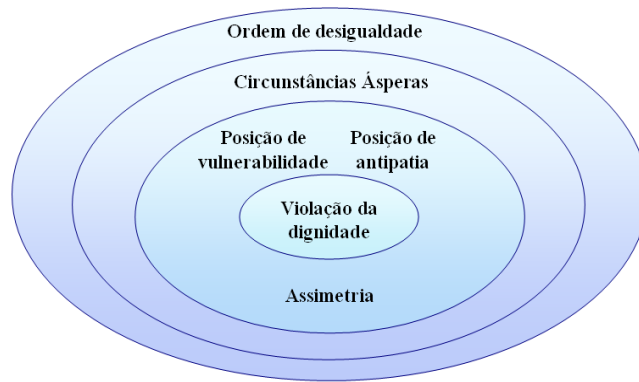 Ordem de desigualdade
Circunstâncias Ásperas
Posição de vulnerabilidade
Posição de antipatia
Violação da
dignidade
Assimetria